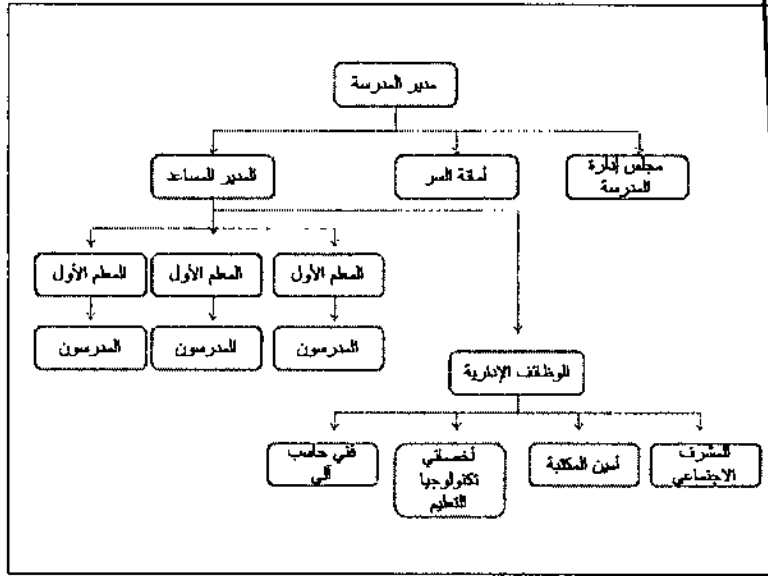 مدير المدرسة
مجلس إدارة
المدرسة
أمانة السر
المدير المساعد
المعلم الأول
المعلم الأول
المعلم الأول
المدرسون
المدرسون
المدرسون
الوظائف الإدارية
المشرف
الاجتماعي
أمين المكتبة
أخصائي
تكنولوجيا
التعليم
فني حاسب
آلي